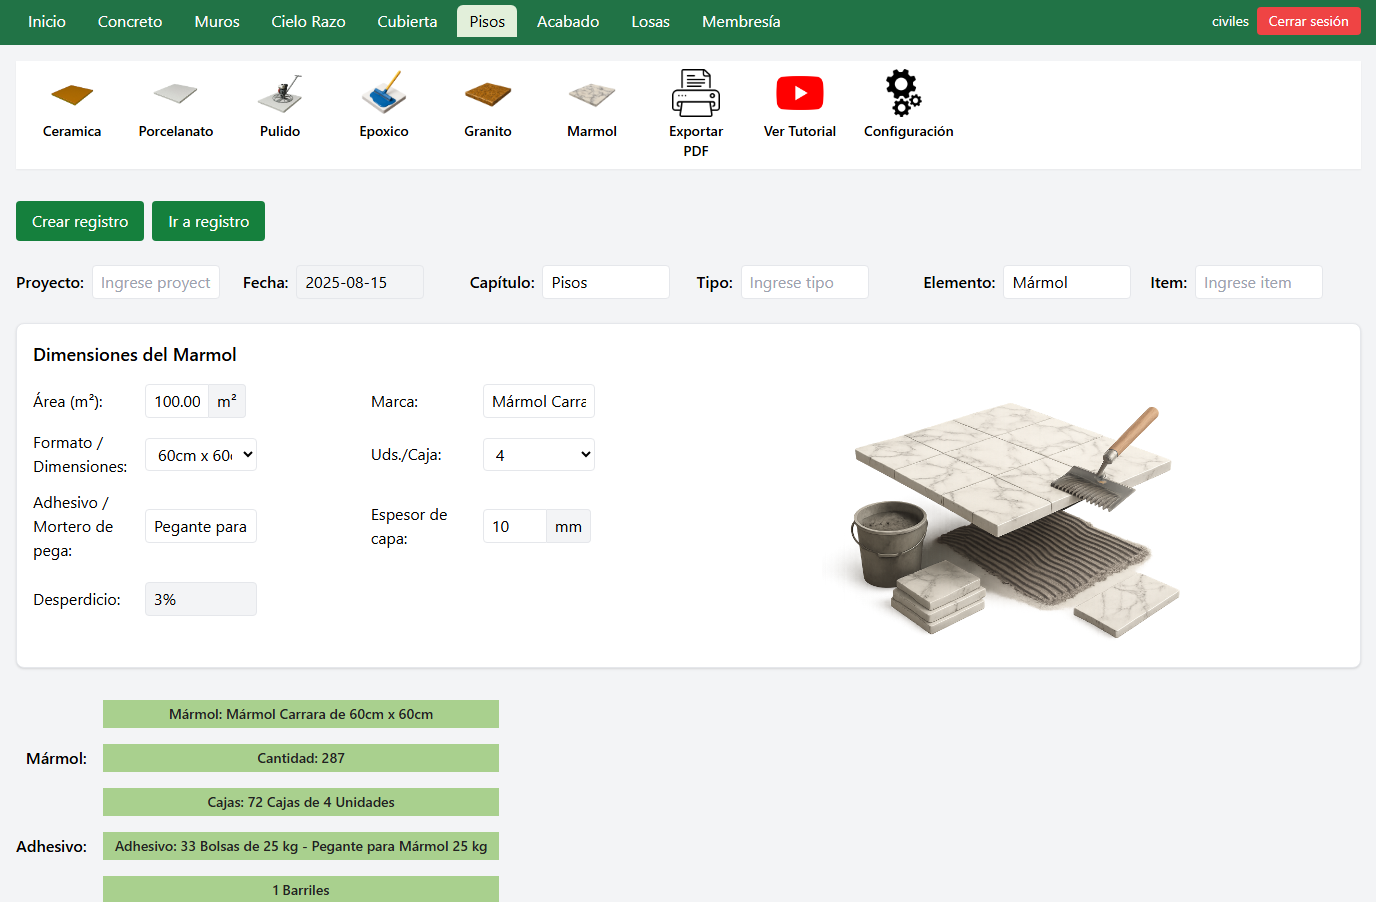 Inicio Concreto Muros Cielo Razo Cubierta Pisos Acabado Losas Membresía civiles Cerrar sesión
Ceramica Porcelanato Pulido Epoxico Granito Marmol Exportar PDF Ver Tutorial Configuración
Crear registro Ir a registro
Proyecto: Ingrese proyect Fecha: 2025-08-15 Capítulo: Pisos Tipo: Ingrese tipo Elemento: Mármol Item: Ingrese item
Dimensiones del Marmol
Área (m²): 100.00 m² Marca: Mármol Carra
Formato / Dimensiones: 60cm x 60 Uds./Caja: 4
Adhesivo / Mortero de pega: Pegante para Espesor de capa: 10 mm
Desperdicio: 3%
Mármol: Mármol Carrara de 60cm x 60cm
Mármol: Cantidad: 287
Cajas: 72 Cajas de 4 Unidades
Adhesivo: Adhesivo: 33 Bolsas de 25 kg - Pegante para Mármol 25 kg
1 Barriles